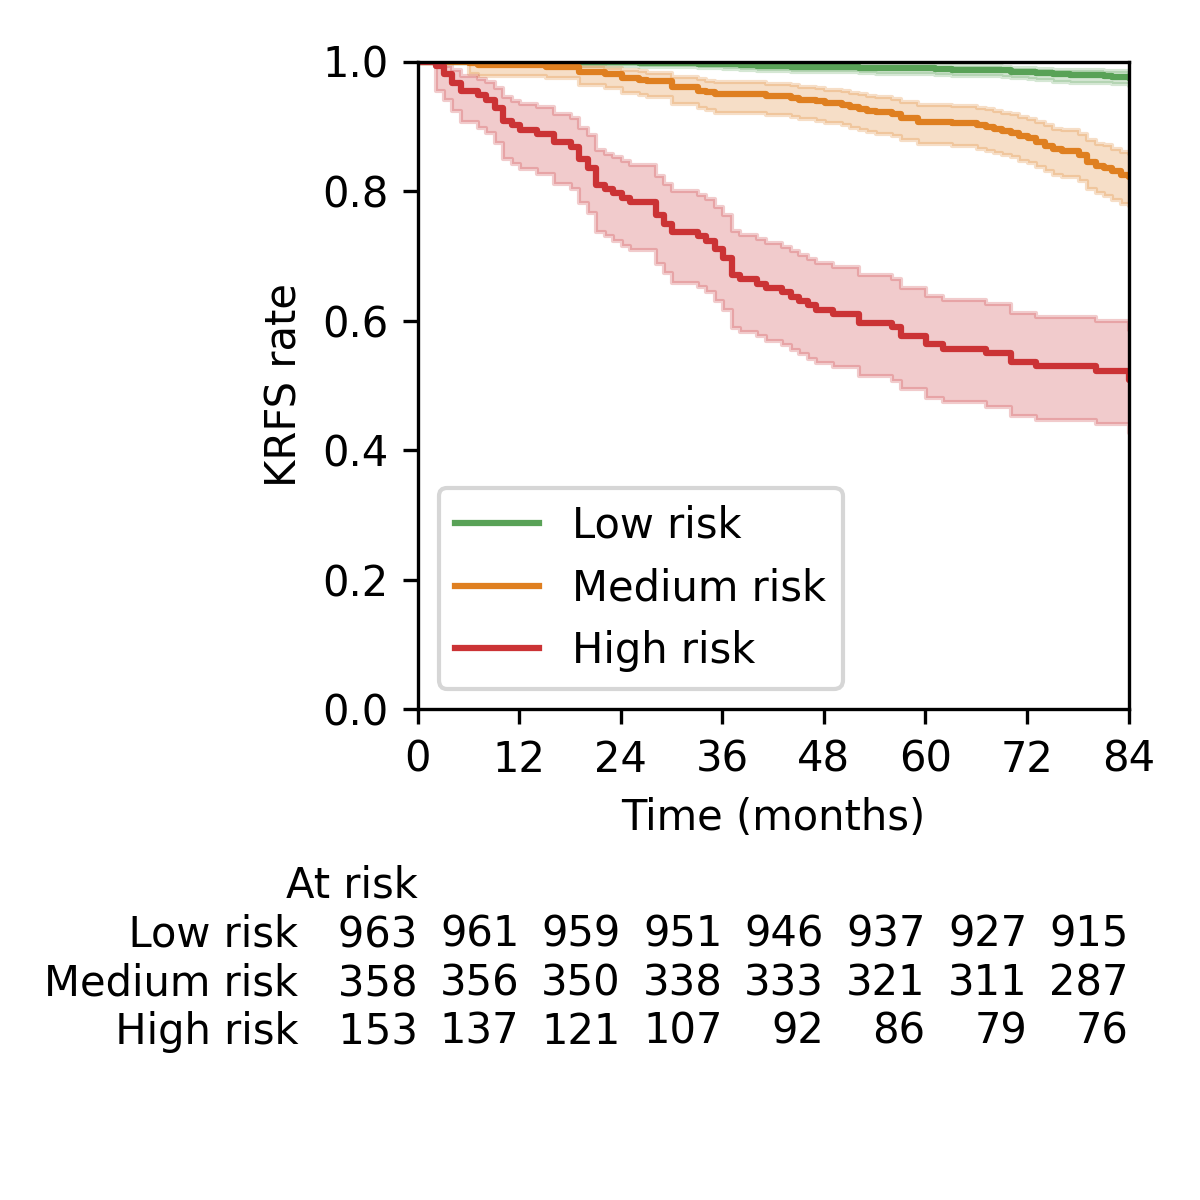 1.0
0.8
0.6
0.4
0.2
0.0
KRFS rate
Low risk
Medium risk
High risk
0 12 24 36 48 60 72 84
Time (months)
At risk
Low risk 963 961 959 951 946 937 927 915
Medium risk 358 356 350 338 333 321 311 287
High risk 153 137 121 107 92 86 79 76